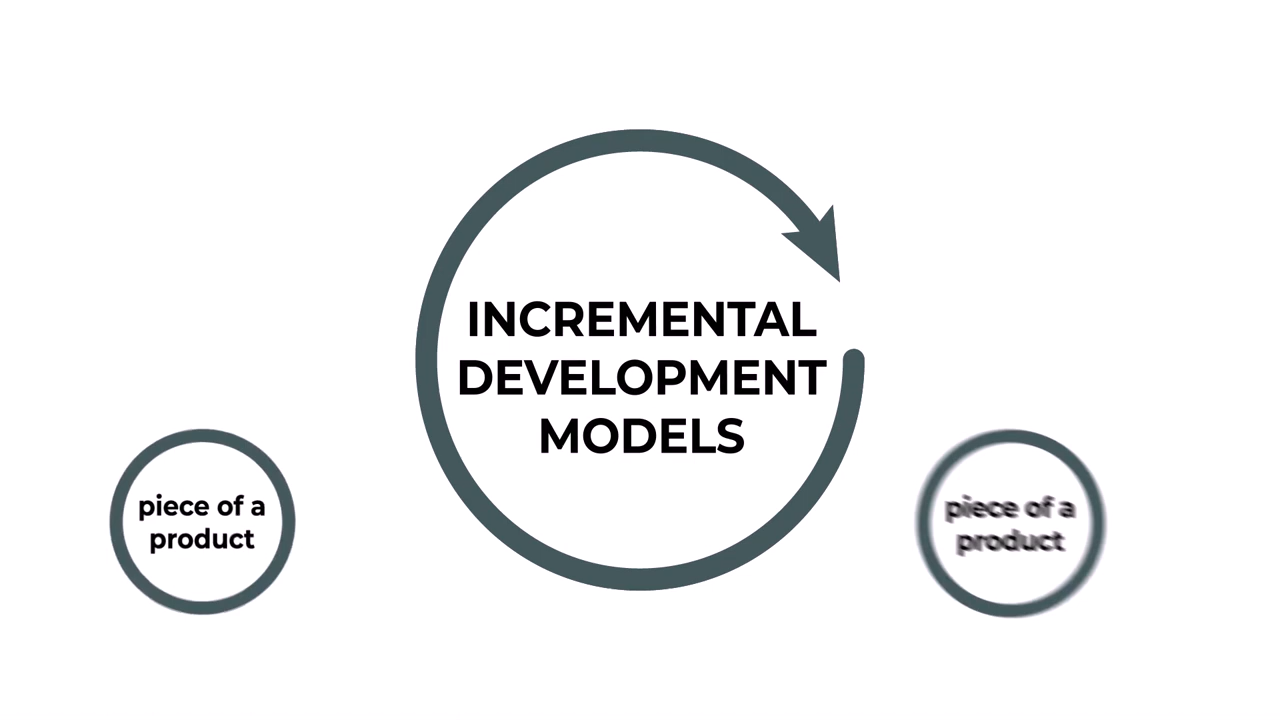 INCREMENTAL
DEVELOPMENT
MODELS
piece of a
product
piece of a
product